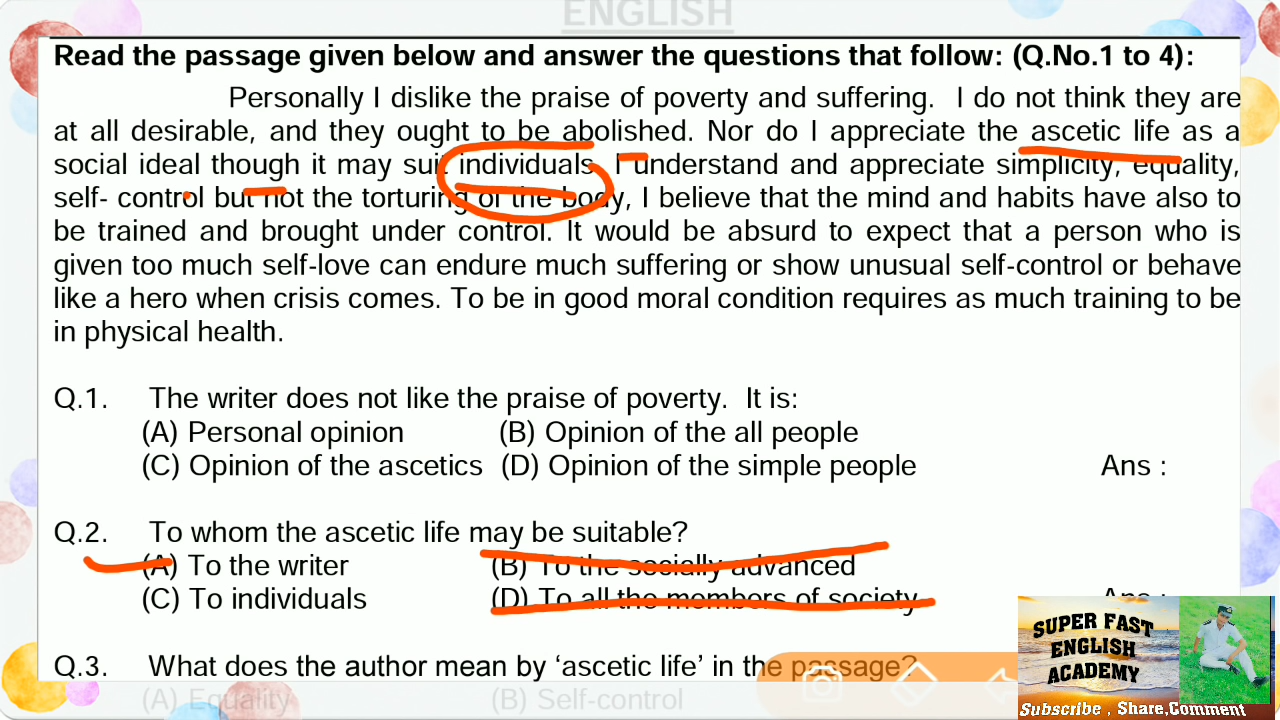 ENGLISH
Read the passage given below and answer the questions that follow: (Q.No.1 to 4):
Personally I dislike the praise of poverty and suffering. I do not think they are
at all desirable, and they ought to be abolished. Nor do I appreciate the ascetic life as a
social ideal though it may suit individuals. I understand and appreciate simplicity, equality,
self- control but not the torturing of the body, I believe that the mind and habits have also to
be trained and brought under control. It would be absurd to expect that a person who is
given too much self-love can endure much suffering or show unusual self-control or behave
like a hero when crisis comes. To be in good moral condition requires as much training to be
in physical health.
Q.1. The writer does not like the praise of poverty. It is:
(A) Personal opinion (B) Opinion of the all people
(C) Opinion of the ascetics (D) Opinion of the simple people Ans :
Q.2. To whom the ascetic life may be suitable?
(A) To the writer (B) To the socially advanced
(C) To individuals (D) To all the members of society Ans :
Q.3. What does the author mean by ‘ascetic life’ in the passage?
(A) Equality (B) Self-control
SUPER FAST
ENGLISH
ACADEMY
Subscribe , Share,Comment